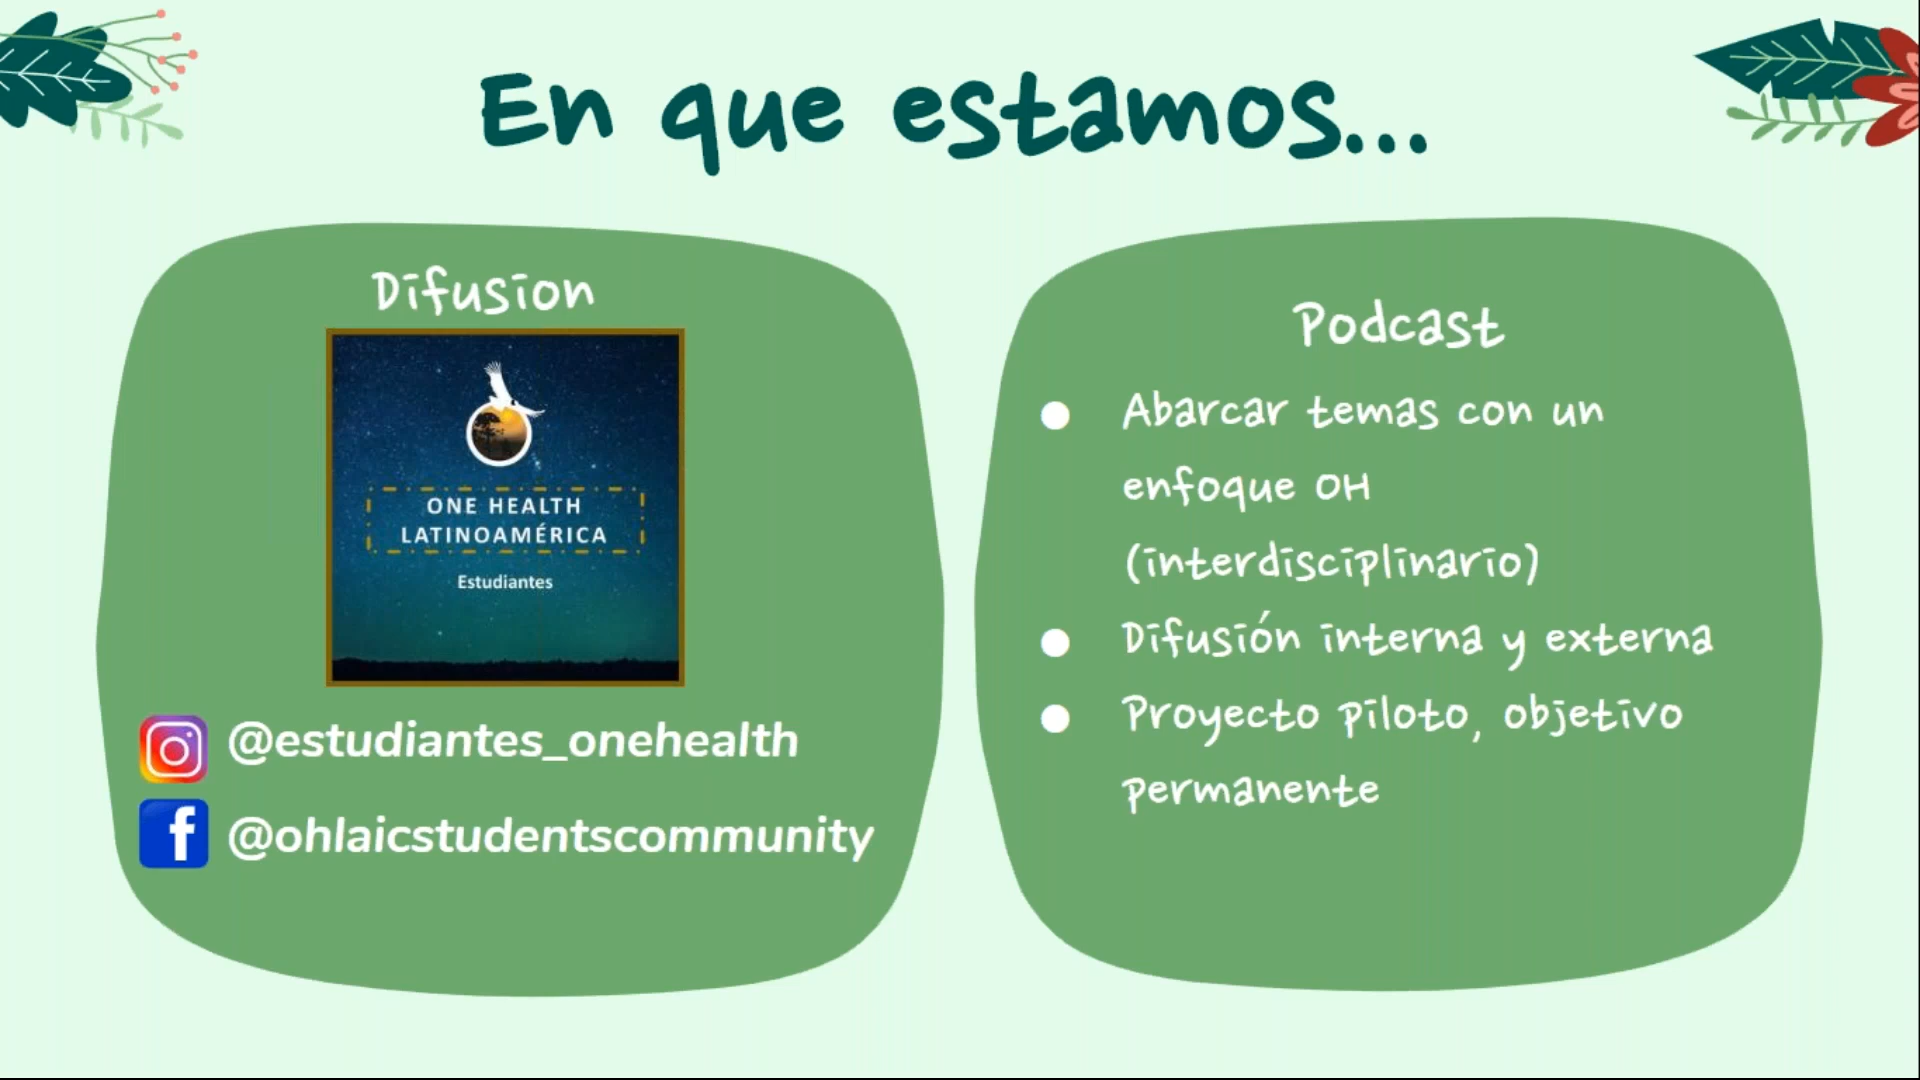 En que estamos...
Difusion
ONE HEALTH
LATINOAMÉRICA
Estudiantes
@estudiantes_onehealth
@ohlaicstudentscommunity
Podcast
Abarcar temas con un
enfoque OH
(interdisciplinario)
Difusión interna y externa
Proyecto piloto, objetivo
permanente